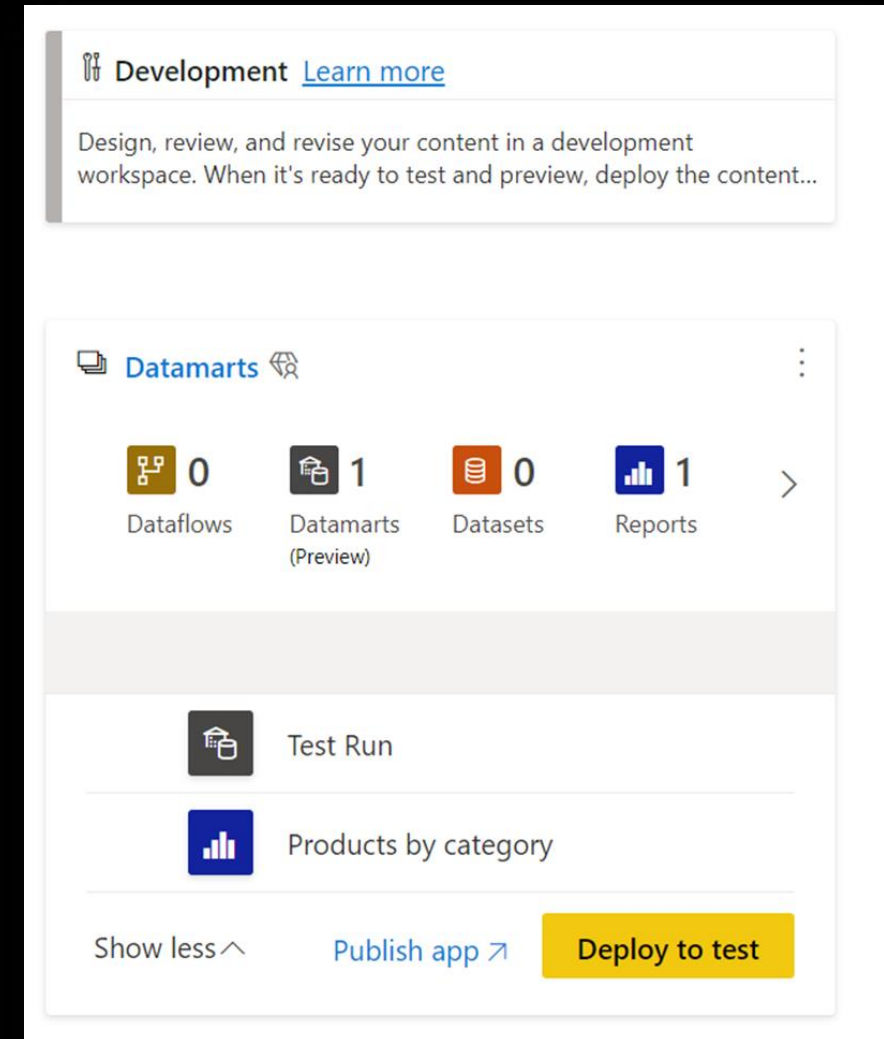 Development Learn more
Design, review, and revise your content in a development
workspace. When it's ready to test and preview, deploy the content...
Datamarts
0 1 0 1
Dataflows Datamarts Datasets Reports
(Preview)
Test Run
Products by category
Show less Publish app Deploy to test